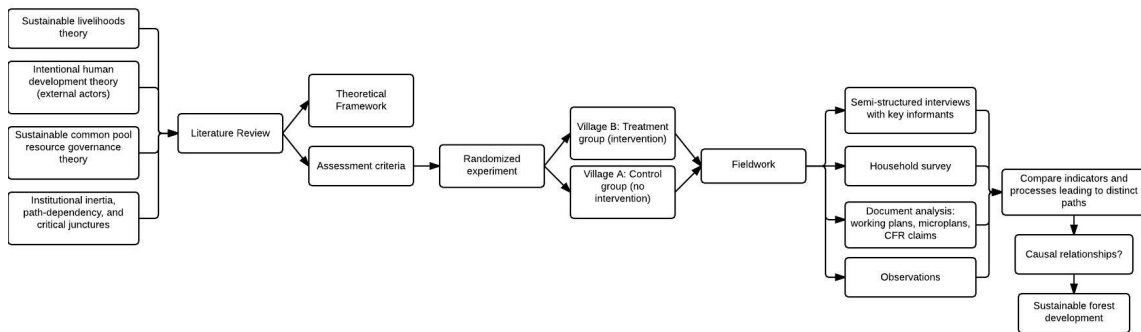 Sustainable livelihoods
theory
Intentional human
development theory
(external actors)
Sustainable common pool
resource governance
theory
Institutional inertia,
path-dependency, and
critical junctures
Literature Review
Theoretical
Framework
Assessment criteria
Randomized
experiment
Village B: Treatment
group (intervention)
Village A: Control
group (no
intervention)
Fieldwork
Semi-structured interviews
with key informants
Household survey
Document analysis:
working plans, microplans,
CFR claims
Observations
Compare indicators and
processes leading to distinct
paths
Causal relationships?
Sustainable forest
development